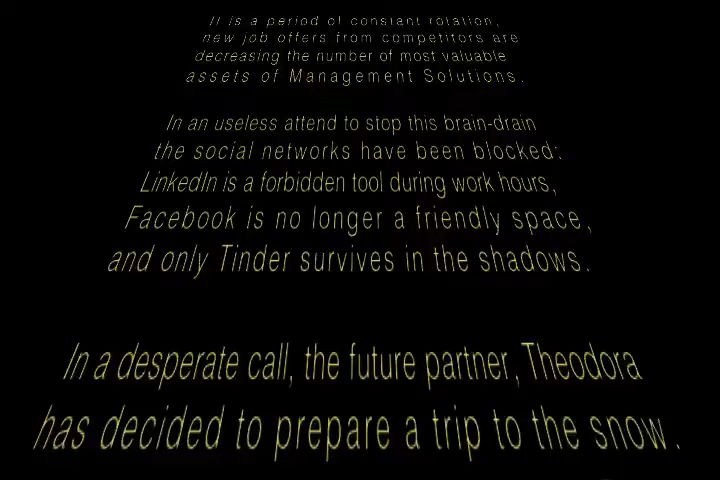 It is a period of constant rotation,
new job offers from competitors are
decreasing the number of most valuable
assets of Management Solutions.
In an useless attend to stop this brain-drain
the social networks have been blocked:
LinkedIn is a forbidden tool during work hours,
Facebook is no longer a friendly space,
and only Tinder survives in the shadows.
In a desperate call, the future partner, Theodora
has decided to prepare a trip to the snow.